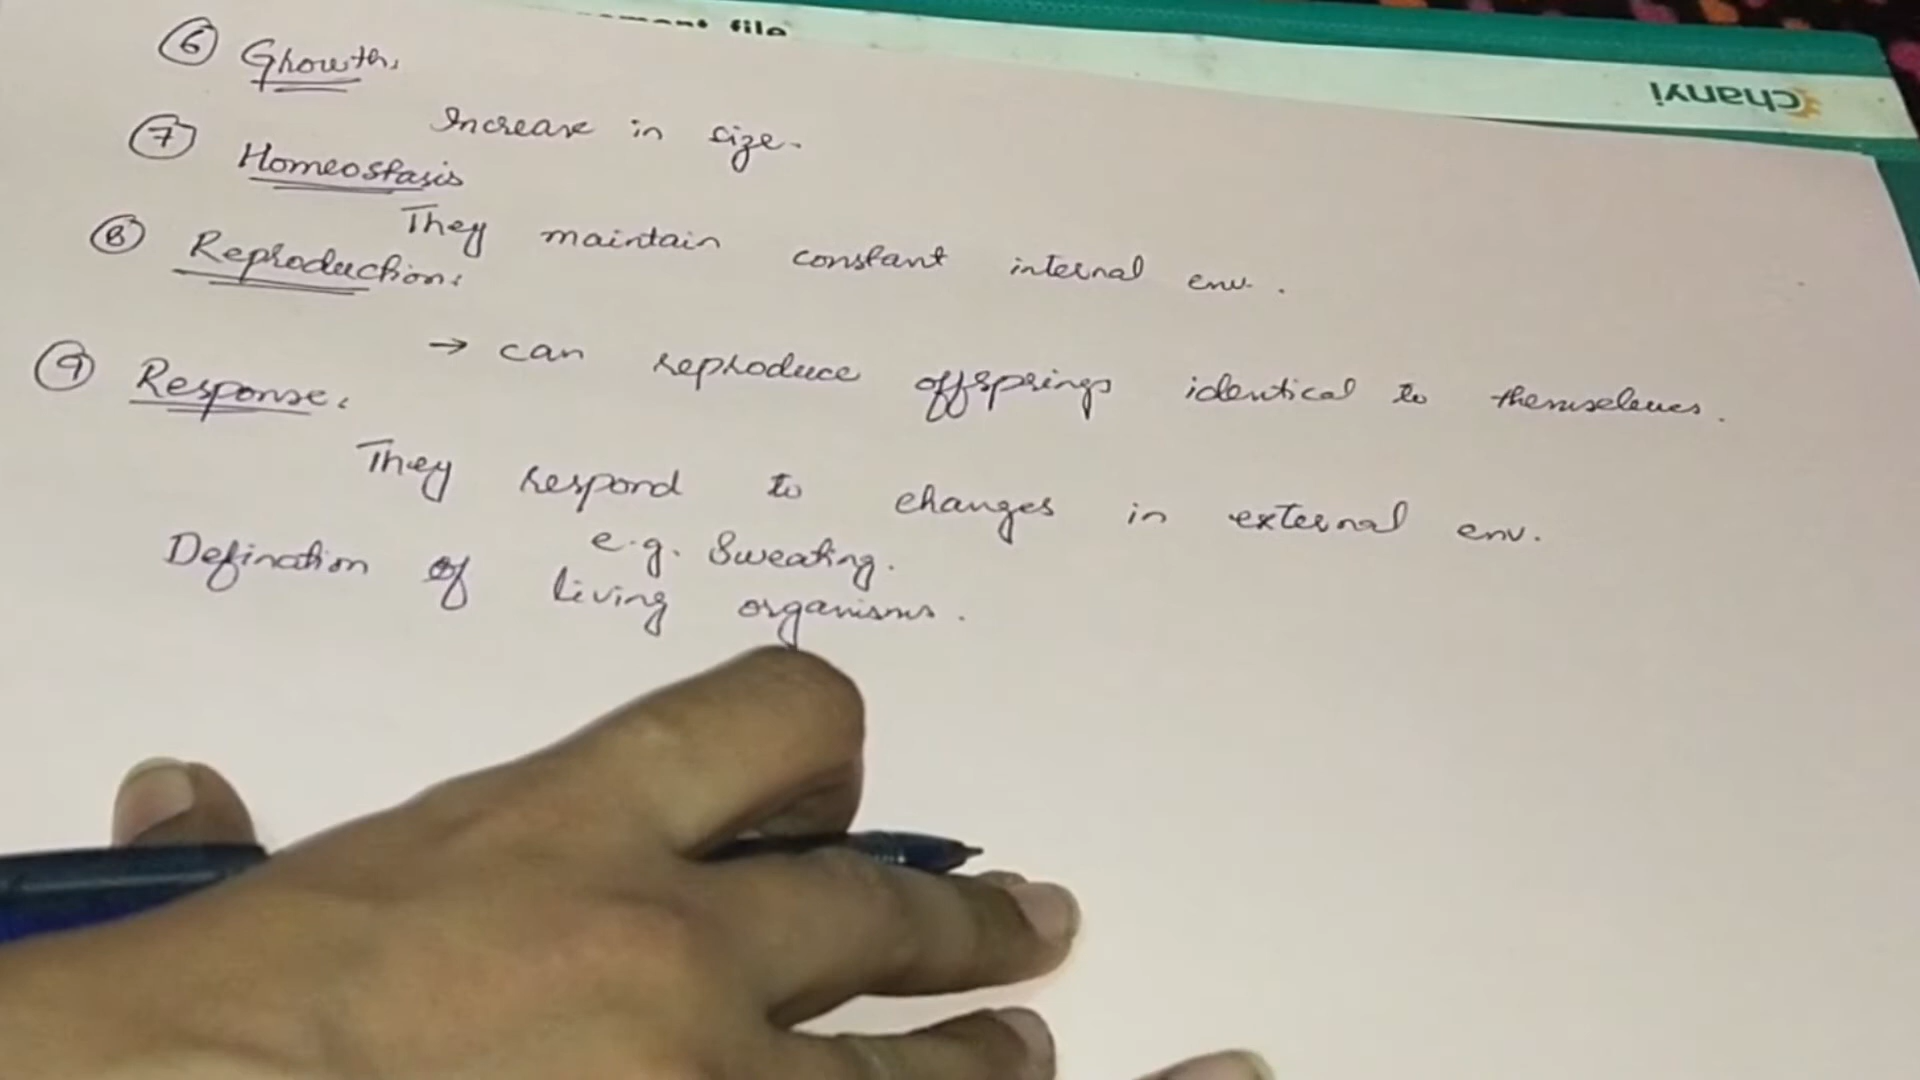 file
chanyi
6 Growth.
Increase in size.
7 Homeostasis
They maintain constant internal env.
8 Reproduction:
→ can reproduce offsprings identical to themselves.
9 Response.
They respond to changes in external env.
e.g. Sweating.
Defination of living organisms.